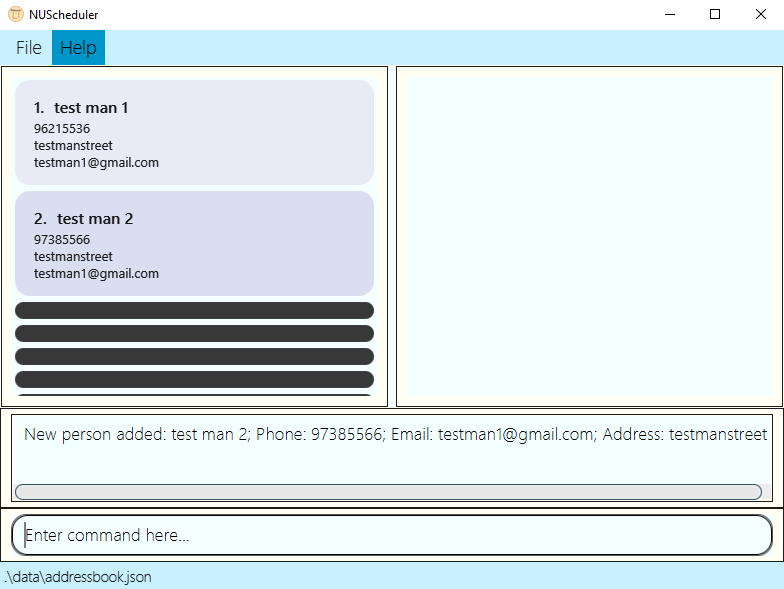 NUScheduler
File Help
1. test man 1
96215536
testmanstreet
testman1@gmail.com
2. test man 2
97385566
testmanstreet
testman1@gmail.com
New person added: test man 2; Phone: 97385566; Email: testman1@gmail.com; Address: testmanstreet
Enter command here...
.\data\addressbook.json